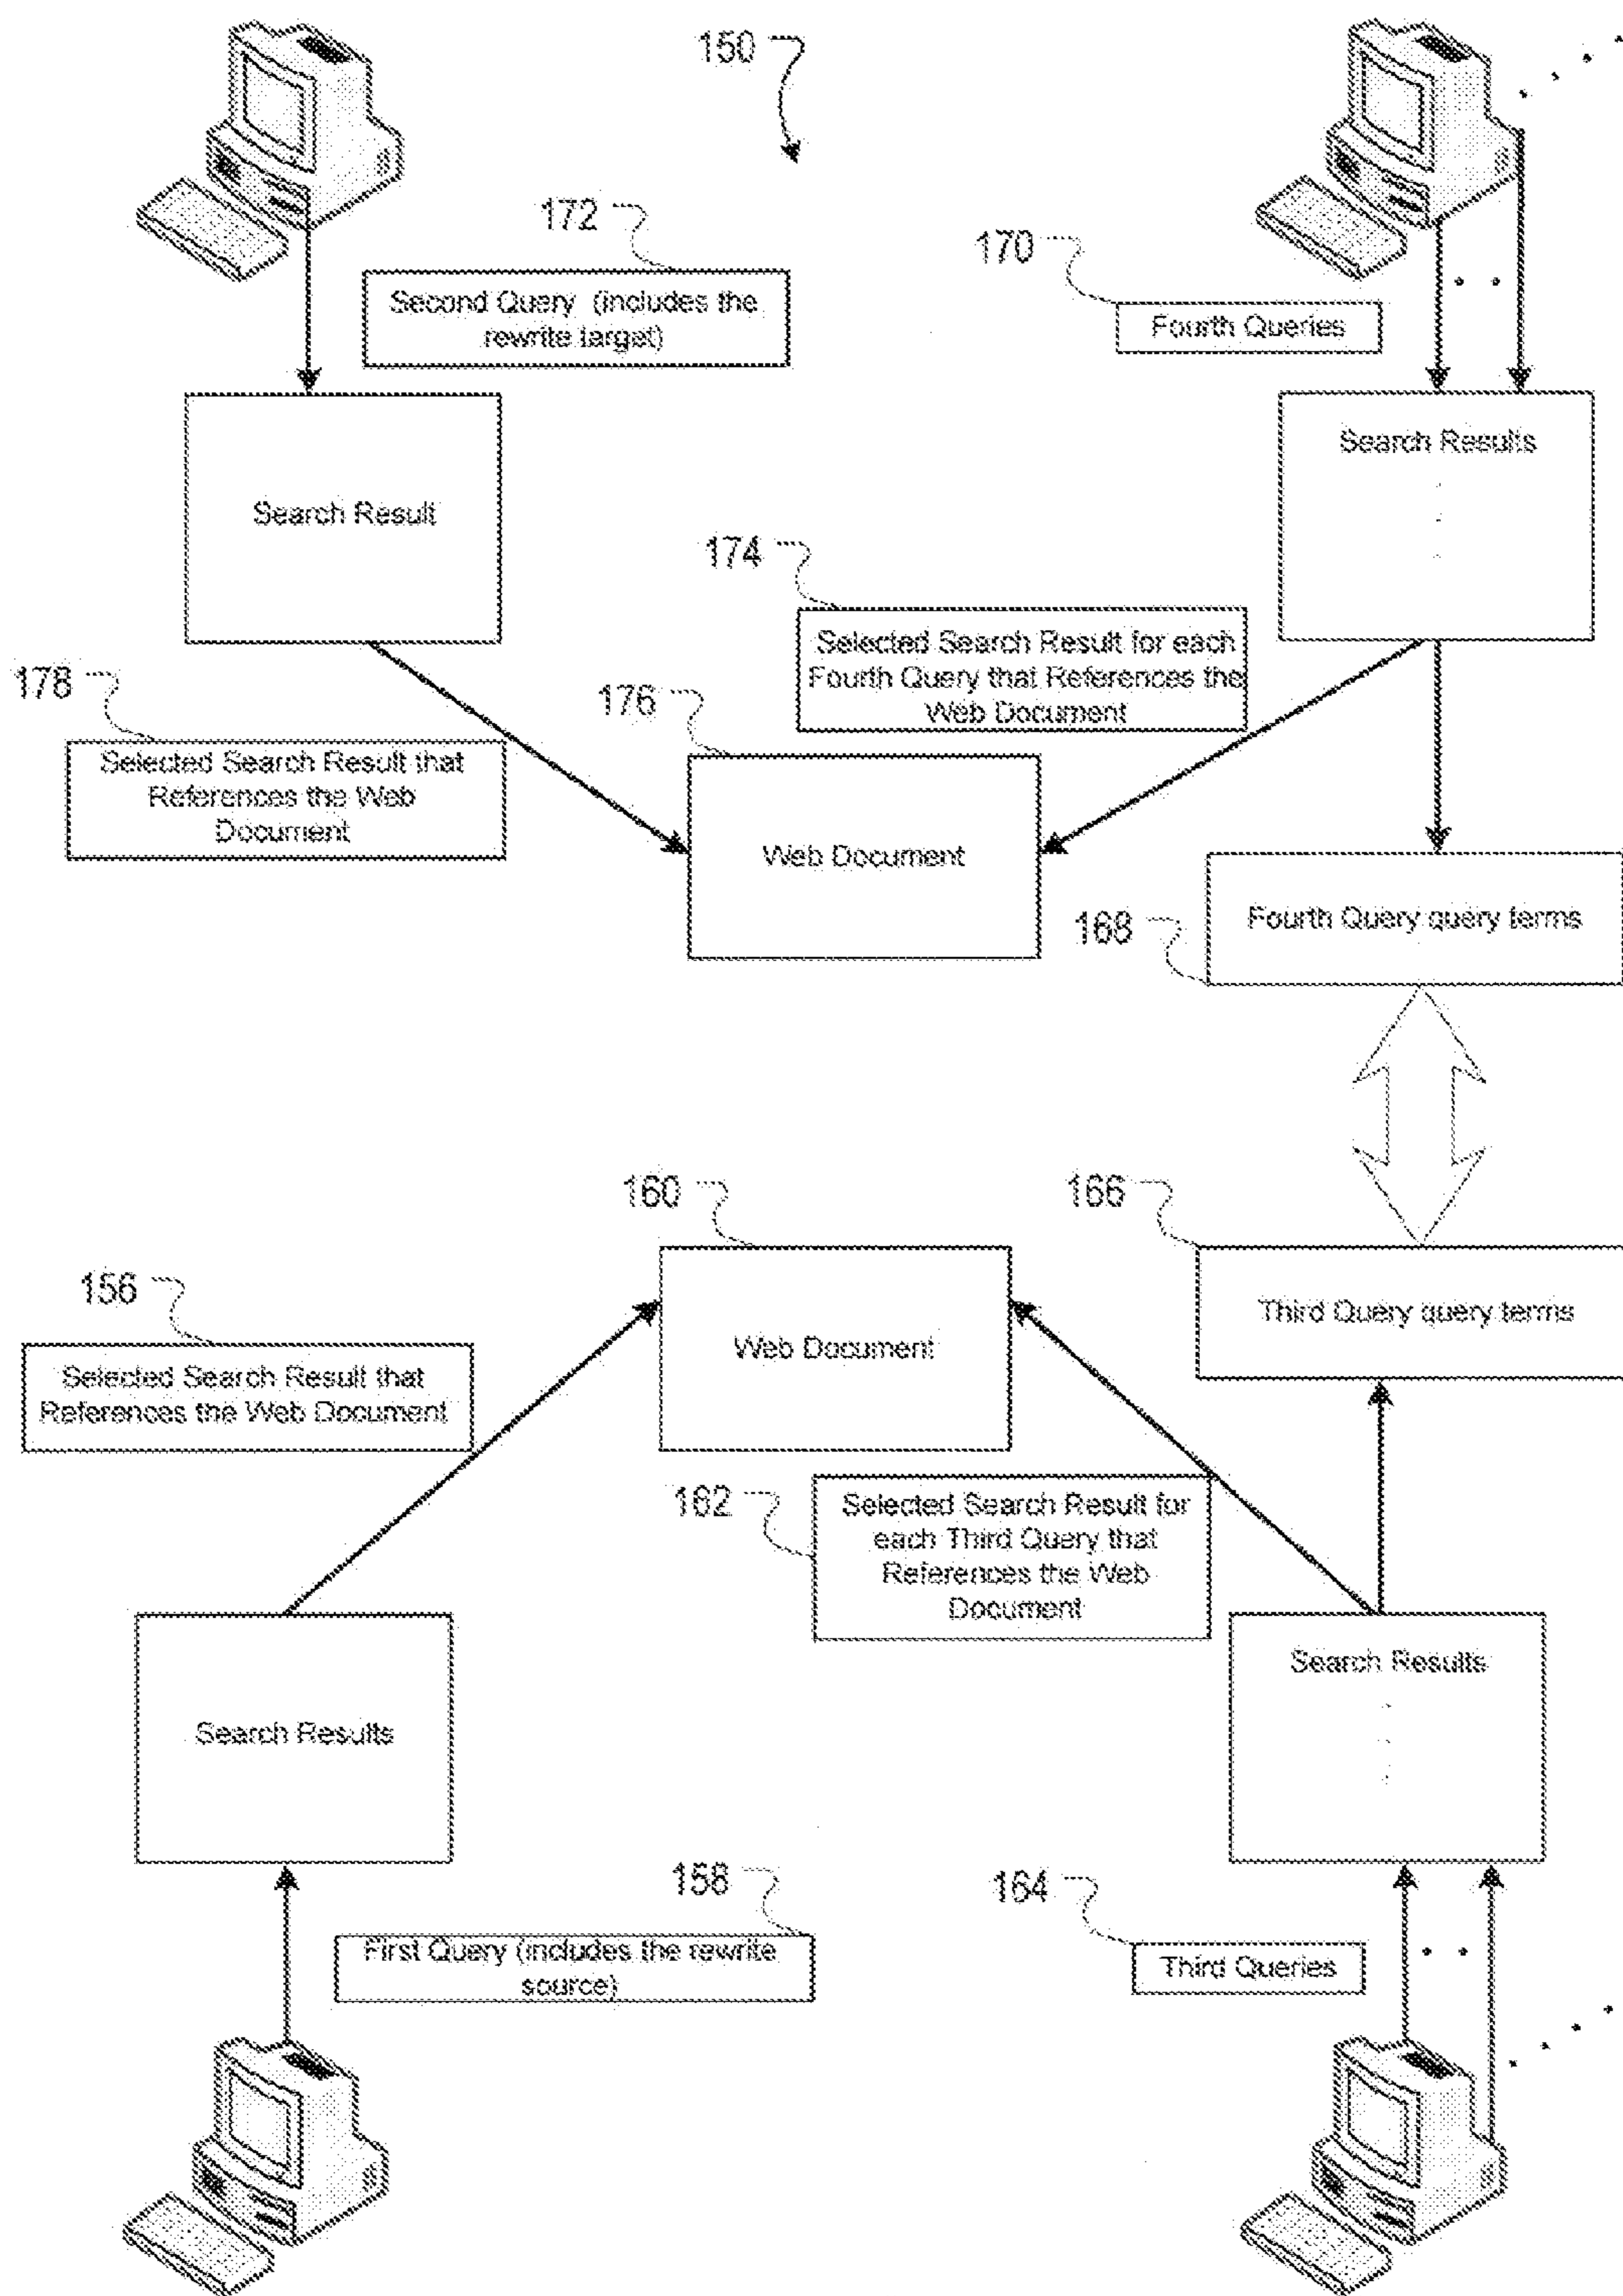 150
172
Second Query (includes the
rewrite target)
170
Fourth Queries
Search Result
Search Results
174
Selected Search Result for each
Fourth Query that References the
Web Document
178
Selected Search Result that
References the Web
Document
176
Web Document
168
Fourth Query query terms
160
Web Document
166
Third Query query terms
156
Selected Search Result that
References the Web Document
162
Selected Search Result for
each Third Query that
References the Web
Document
Search Results
Search Results
158
First Query (includes the rewrite
source)
164
Third Queries